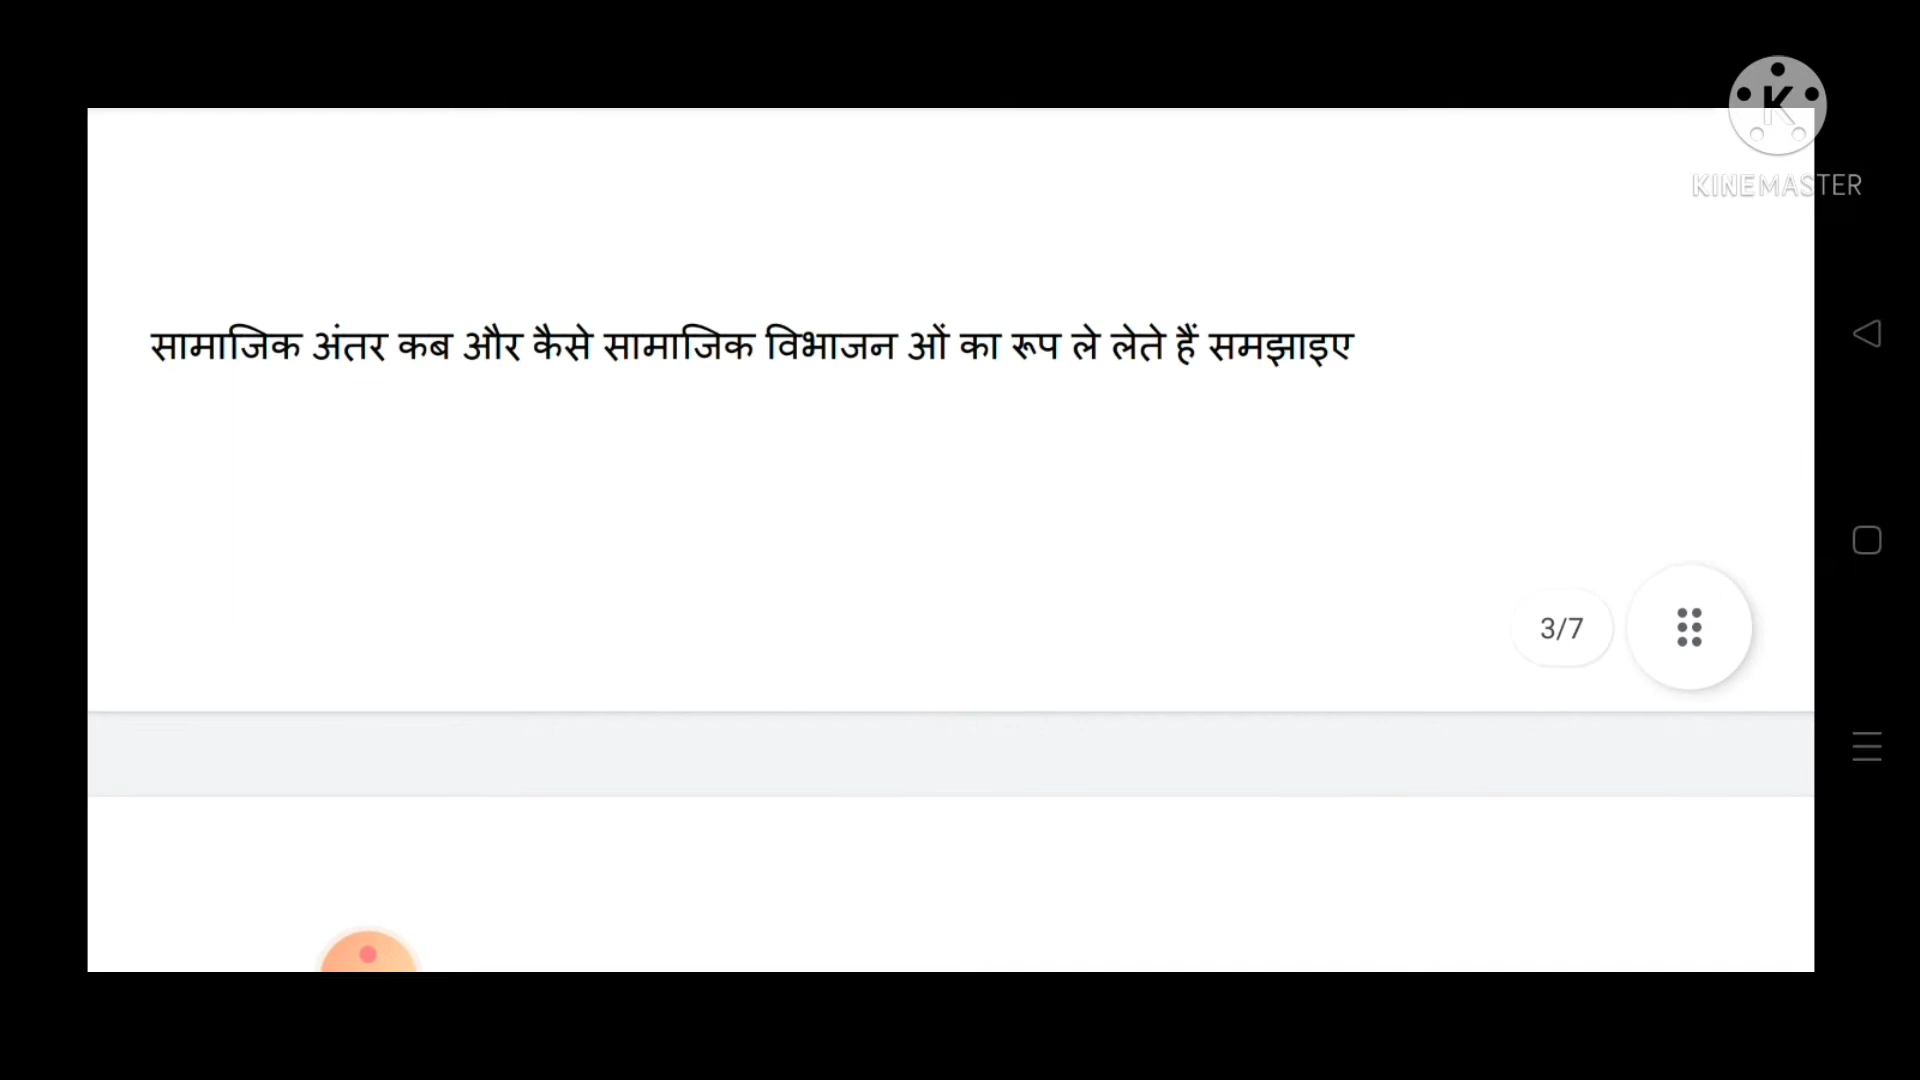 KINEMASTER
सामाजिक अंतर कब और कैसे सामाजिक विभाजन ओं का रूप ले लेते हैं समझाइए
3/7